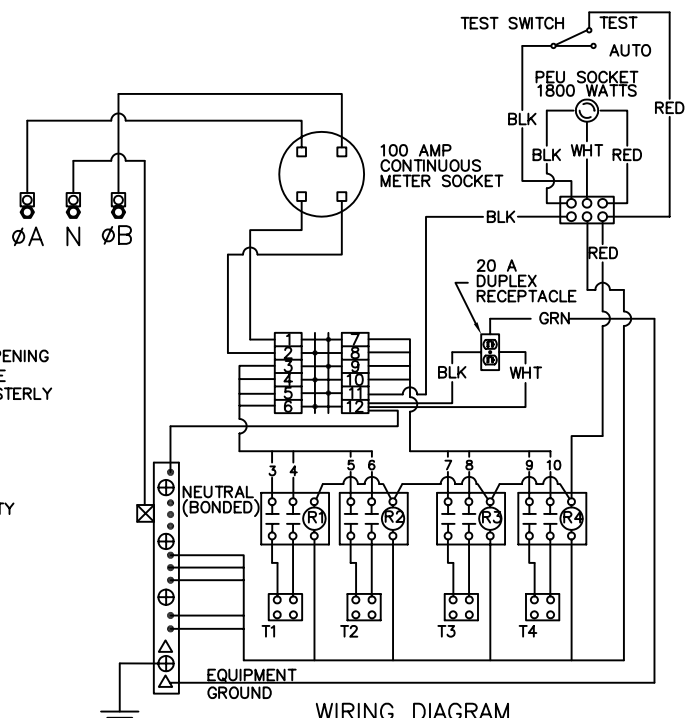 TEST SWITCH
TEST
AUTO
PEU SOCKET
1800 WATTS
BLK
RED
BLK
WHT
RED
100 AMP
CONTINUOUS
METER SOCKET
BLK
RED
øA
N
øB
20 A
DUPLEX
RECEPTACLE
GRN
BLK
WHT
PENING
E
STERLY
TY
1
2
3
4
5
6
7
8
9
10
11
12
NEUTRAL
(BONDED)
3
4
5
6
7
8
9
10
R1
R2
R3
R4
T1
T2
T3
T4
EQUIPMENT
GROUND
WIRING DIAGRAM